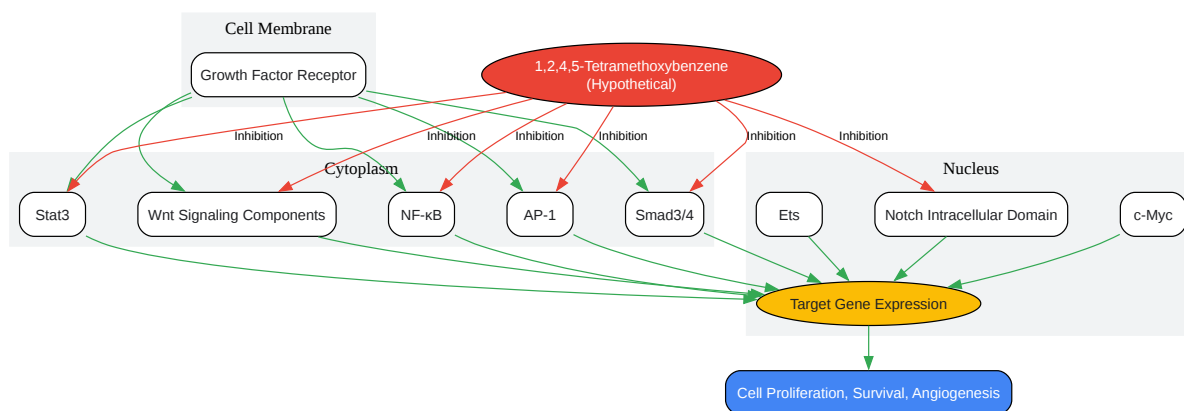 Cell Membrane
Growth Factor Receptor
1,2,4,5-Tetramethoxybenzene
(Hypothetical)
Inhibition
Inhibition
Inhibition
Inhibition
Inhibition
Inhibition
Cytoplasm
Nucleus
Stat3
Wnt Signaling Components
NF-κB
AP-1
Smad3/4
Ets
Notch Intracellular Domain
c-Myc
Target Gene Expression
Cell Proliferation, Survival, Angiogenesis